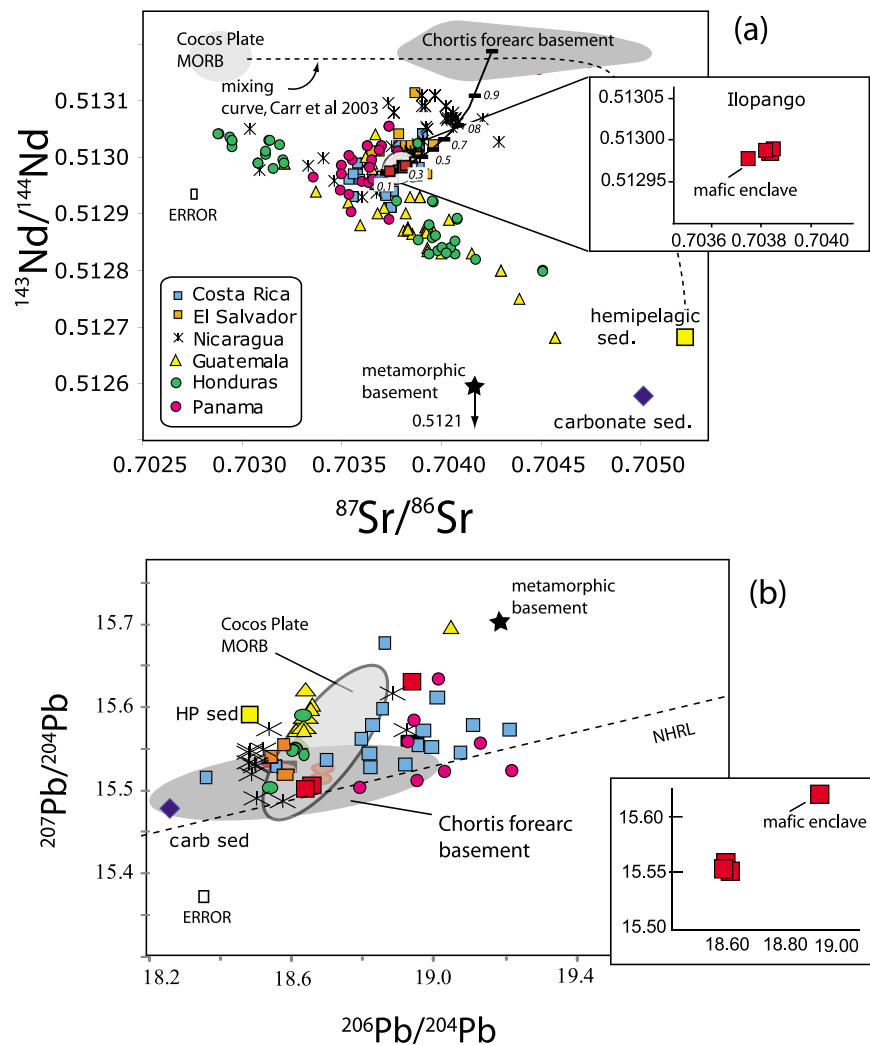 (a)
Cocos Plate
MORB
Chortis forearc basement
mixing
curve, Carr et al 2003
0.9
08
0.7
0.5
0.3
0.1
0.5131
0.5130
0.5129
0.5128
0.5127
0.5126
143Nd/144Nd
ERROR
Ilopango
0.51305
0.51300
0.51295
mafic enclave
0.7036
0.7038
0.7040
Costa Rica
El Salvador
Nicaragua
Guatemala
Honduras
Panama
metamorphic
basement
0.5121
hemipelagic
sed.
carbonate sed.
0.7025
0.7030
0.7035
0.7040
0.7045
0.7050
87Sr/86Sr
(b)
metamorphic
basement
Cocos Plate
MORB
HP sed
NHRL
15.7
15.6
15.5
15.4
207Pb/204Pb
carb sed
Chortis forearc
basement
ERROR
15.60
15.55
15.50
mafic enclave
18.60
18.80
19.00
18.2
18.6
19.0
19.4
206Pb/204Pb